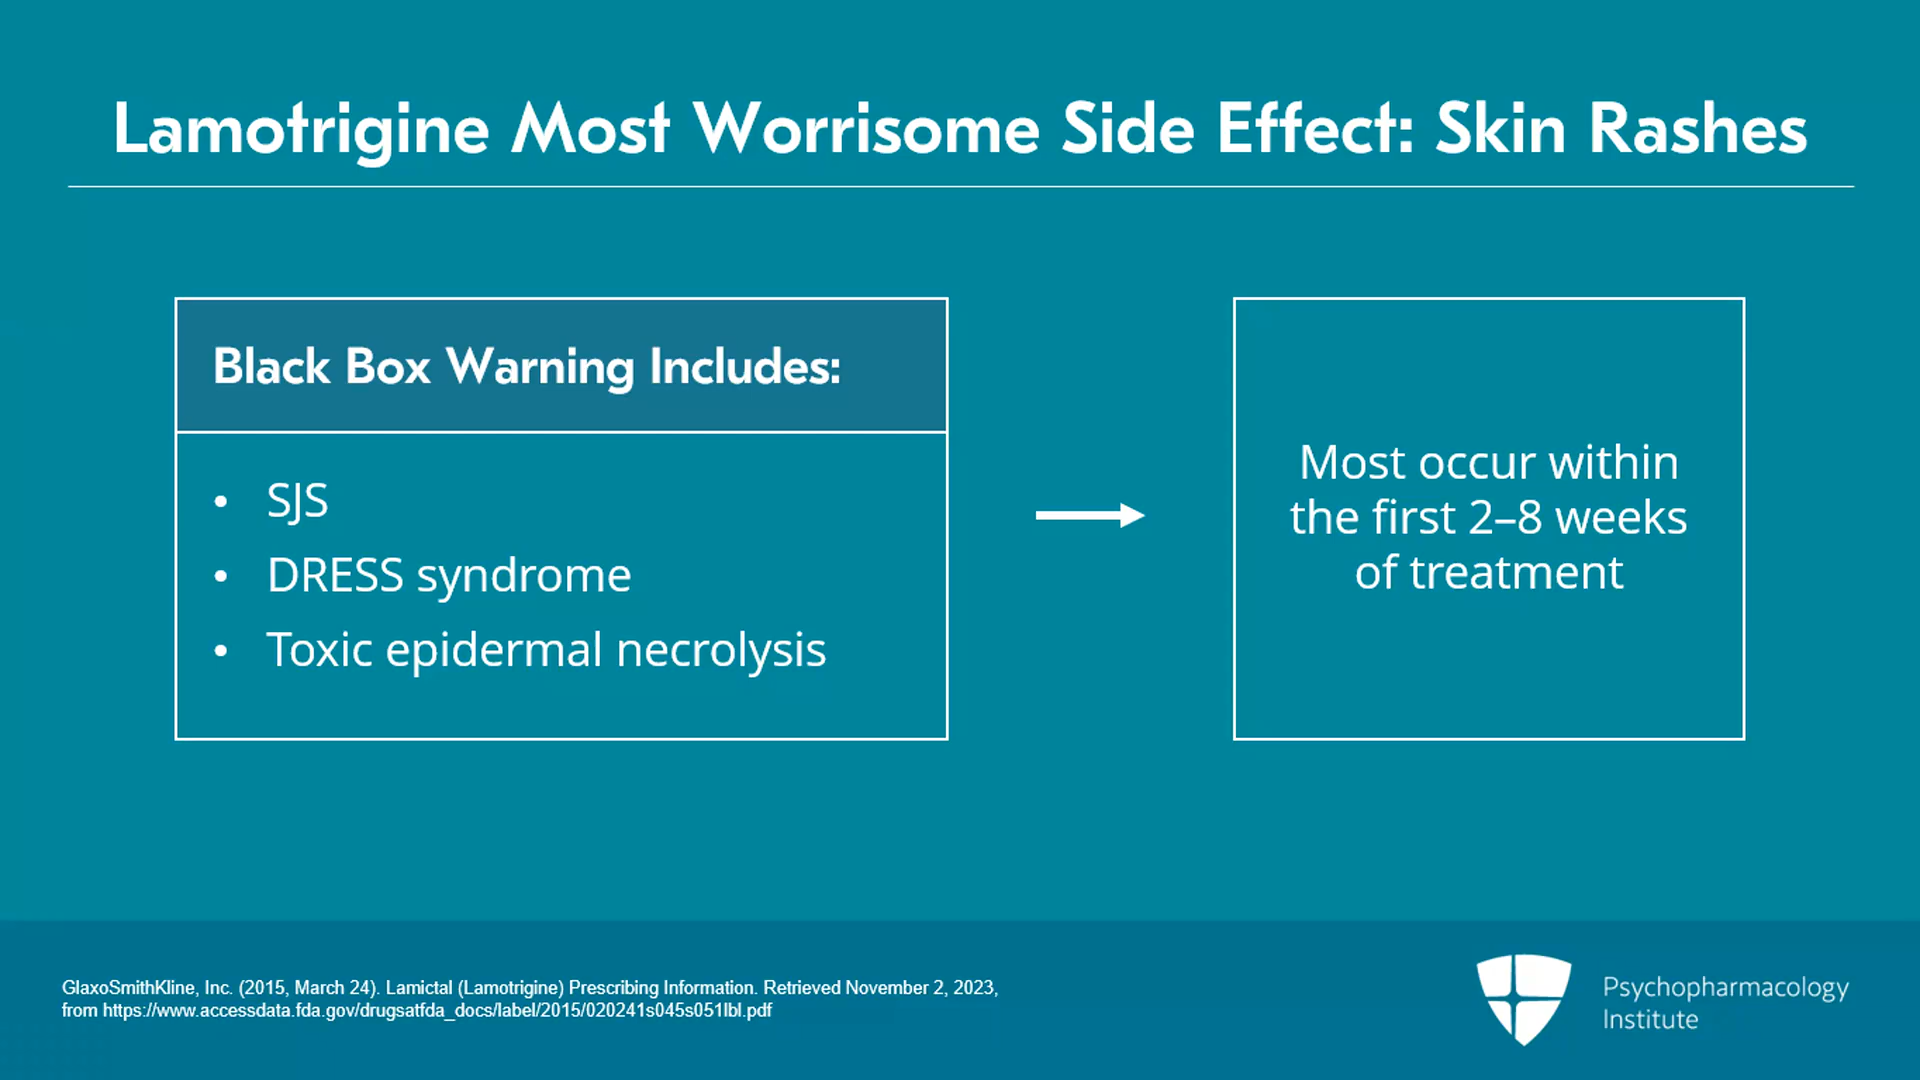 Lamotrigine Most Worrisome Side Effect: Skin Rashes
Black Box Warning Includes:
• SJS
• DRESS syndrome
• Toxic epidermal necrolysis
Most occur within
the first 2–8 weeks
of treatment
GlaxoSmithKline, Inc. (2015, March 24). Lamictal (Lamotrigine) Prescribing Information. Retrieved November 2, 2023,
from https://www.accessdata.fda.gov/drugsatfda_docs/label/2015/020241s045s051lbl.pdf
Psychopharmacology
Institute